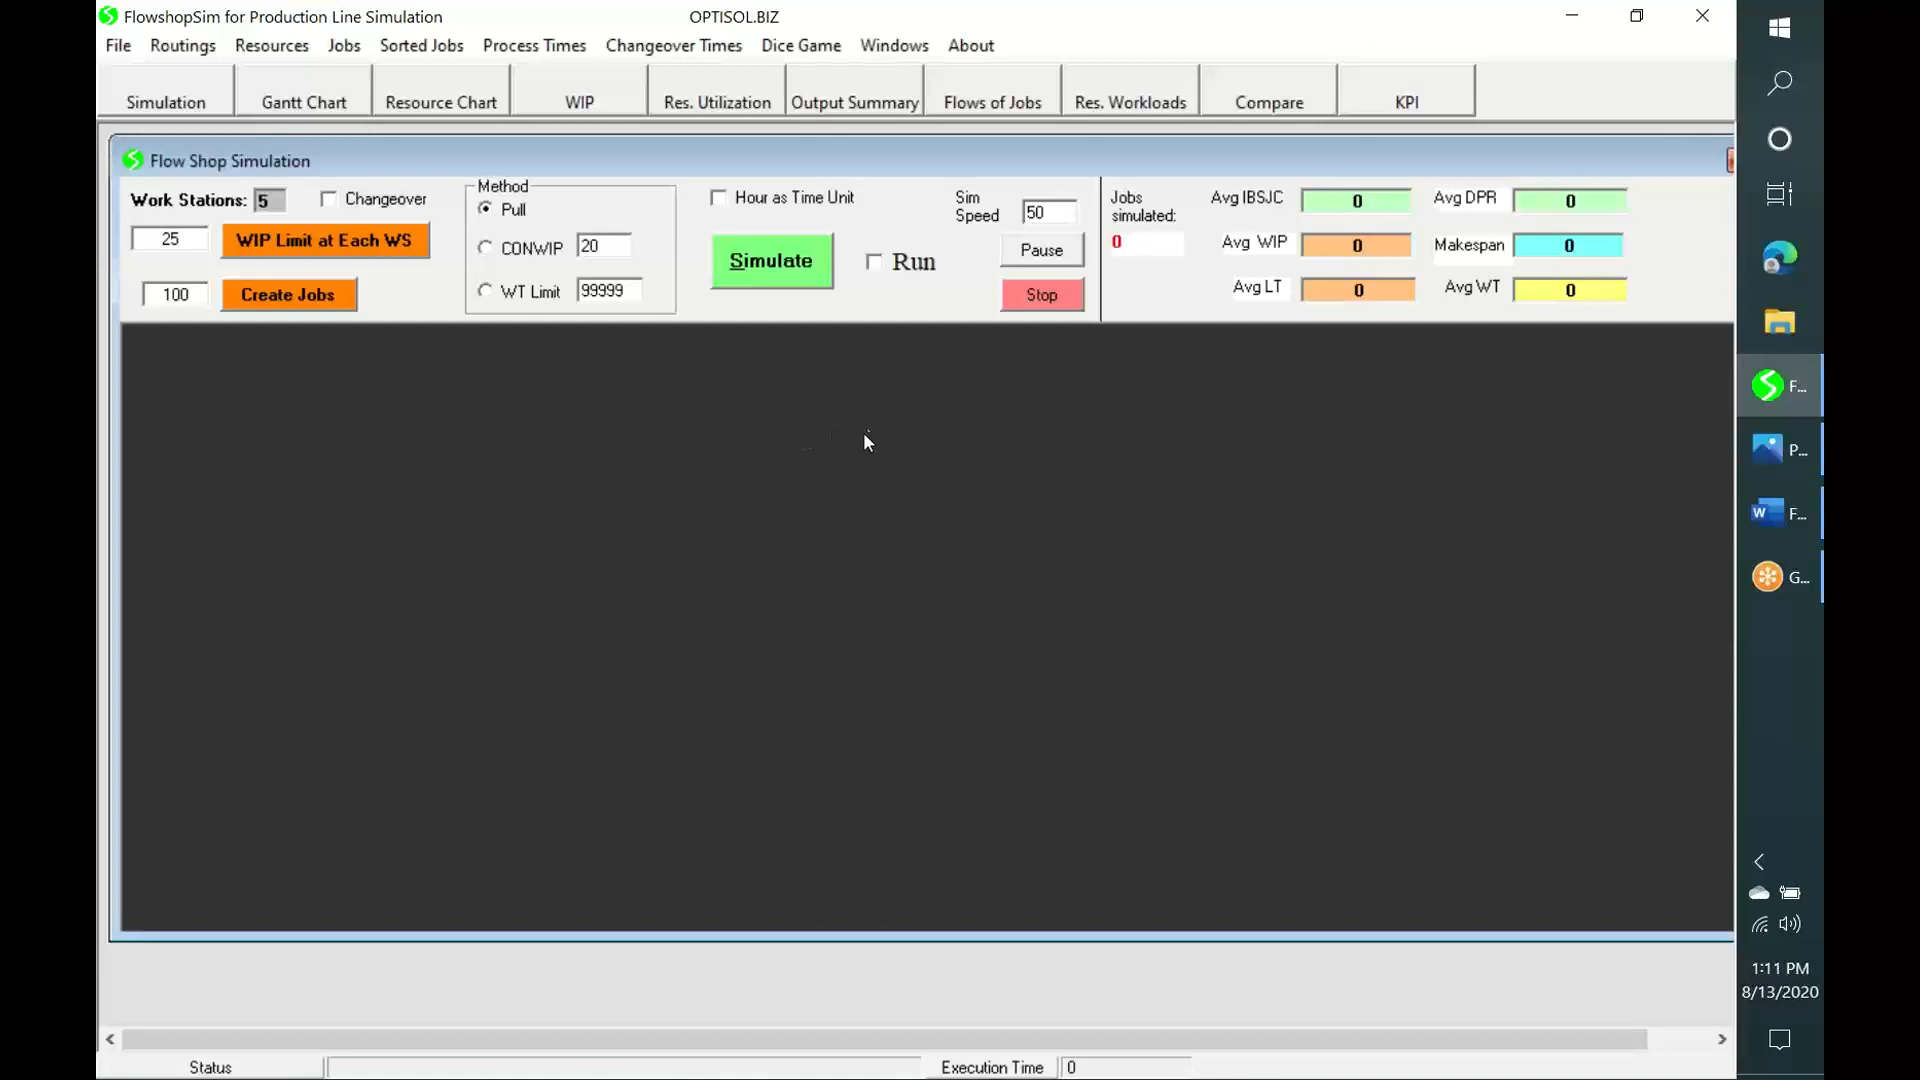 FlowshopSim for Production Line Simulation OPTISOL.BIZ
File Routings Resources Jobs Sorted Jobs Process Times Changeover Times Dice Game Windows About
Simulation Gantt Chart Resource Chart WIP Res. Utilization Output Summary Flows of Jobs Res. Workloads Compare KPI
Flow Shop Simulation
Work Stations: 5 Changeover
25 WIP Limit at Each WS
100 Create Jobs
Method
Pull
CONWIP 20
WT Limit 99999
Hour as Time Unit
Simulate Run
Sim
Speed 50
Pause
Stop
Jobs
simulated:
0
Avg IBSJC 0 Avg DPR 0
Avg WIP 0 Makespan 0
Avg LT 0 Avg WT 0
F...
P...
W F...
G...
1:11 PM
8/13/2020
Status Execution Time 0